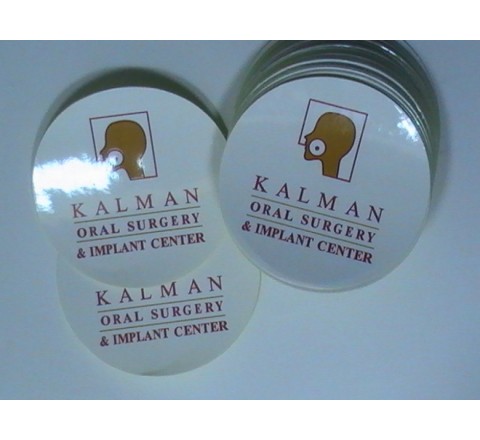 KALMAN
ORAL SURGERY
& IMPLANT CENTER
KALMAN
ORAL SURGERY
& IMPLANT CENTER
KALMAN
ORAL SURGERY
& IMPLANT CENTER